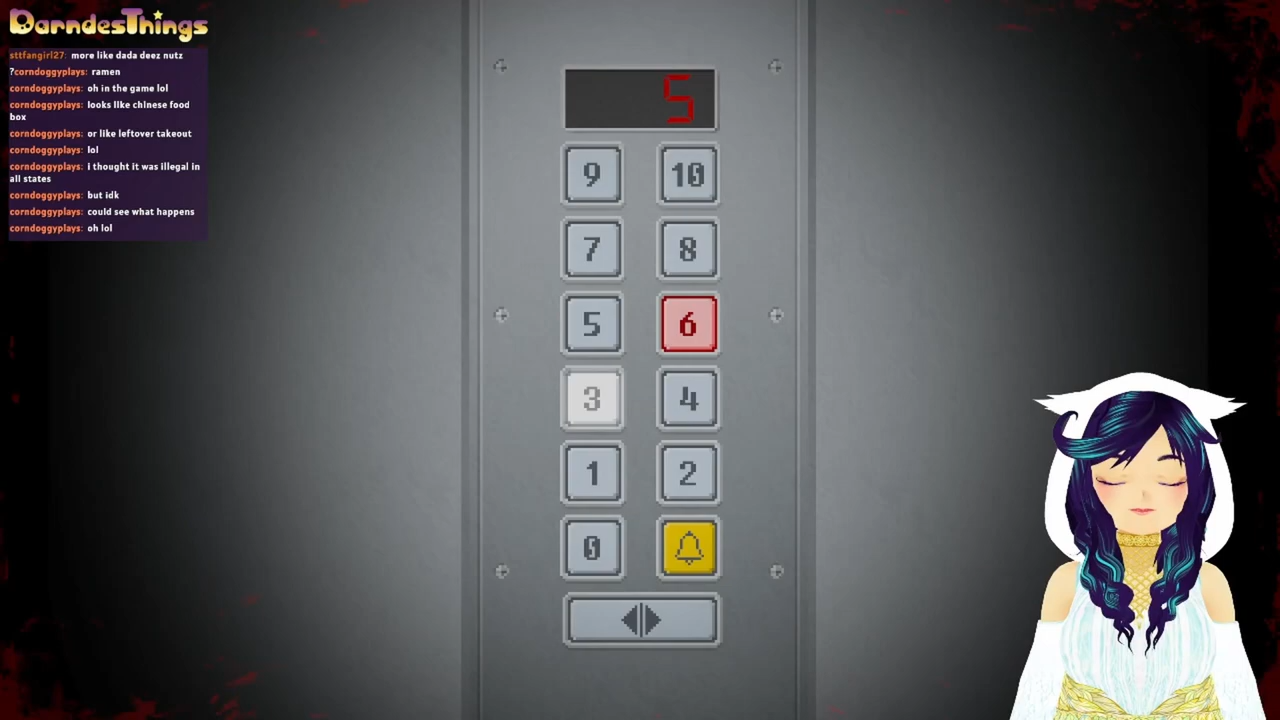 DarndesThings
sttfangirl27: more like dada deez nutz
?corndoggyplays: ramen
corndoggyplays: oh in the game lol
corndoggyplays: looks like chinese food
box
corndoggyplays: or like leftover takeout
corndoggyplays: lol
corndoggyplays: i thought it was illegal in
all states
corndoggyplays: but idk
corndoggyplays: could see what happens
corndoggyplays: oh lol
5
9 10
7 8
5 6
3 4
1 2
0